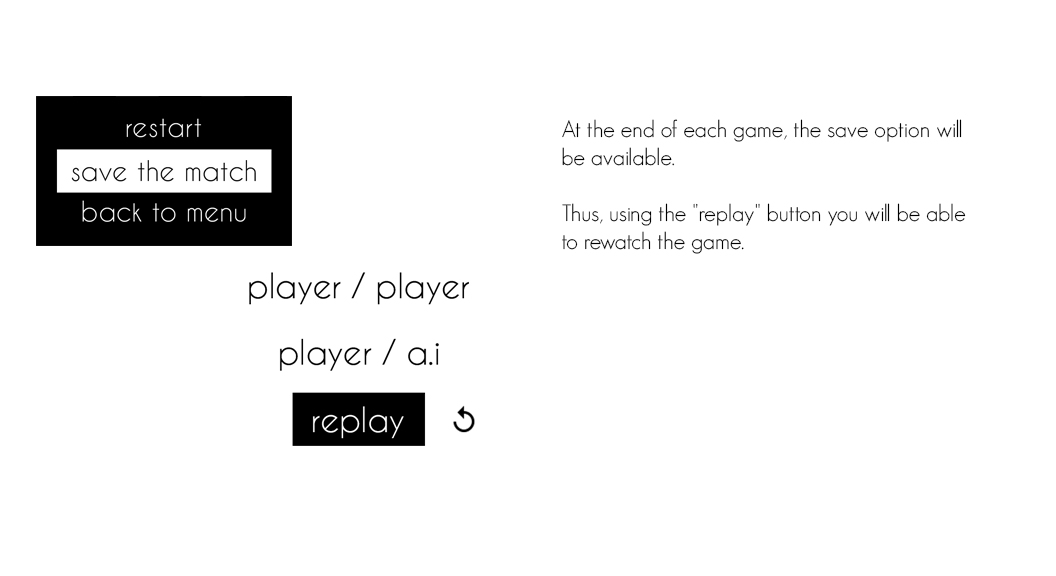 restart
save the match
back to menu
player / player
player / a.i
replay
At the end of each game, the save option will
be available.
Thus, using the "replay" button you will be able
to rewatch the game.